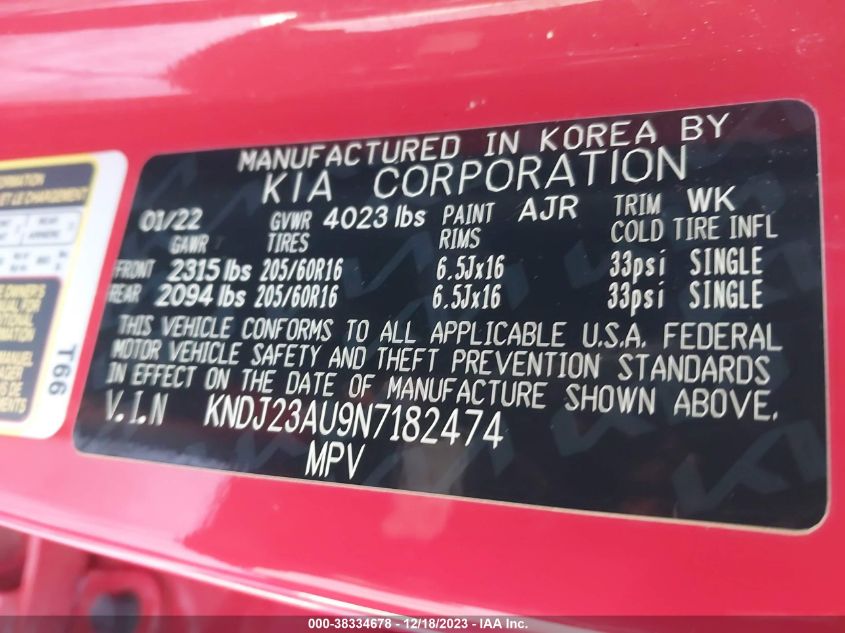 MANUFACTURED IN KOREA BY
KIA CORPORATION
01/22 GVWR 4023 lbs PAINT AJR TRIM WK
GAWR TIRES RIMS COLD TIRE INFL
FRONT 2315 lbs 205/60R16 6.5Jx16 33psi SINGLE
REAR 2094 lbs 205/60R16 6.5Jx16 33psi SINGLE
THIS VEHICLE CONFORMS TO ALL APPLICABLE U.S.A. FEDERAL
MOTOR VEHICLE SAFETY AND THEFT PREVENTION STANDARDS
IN EFFECT ON THE DATE OF MANUFACTURE SHOWN ABOVE.
V.I.N KNDJ23AU9N7182474
MPV
ET LE CHARGEMENT
T66
000-38334678 - 12/18/2023 - IAA Inc.